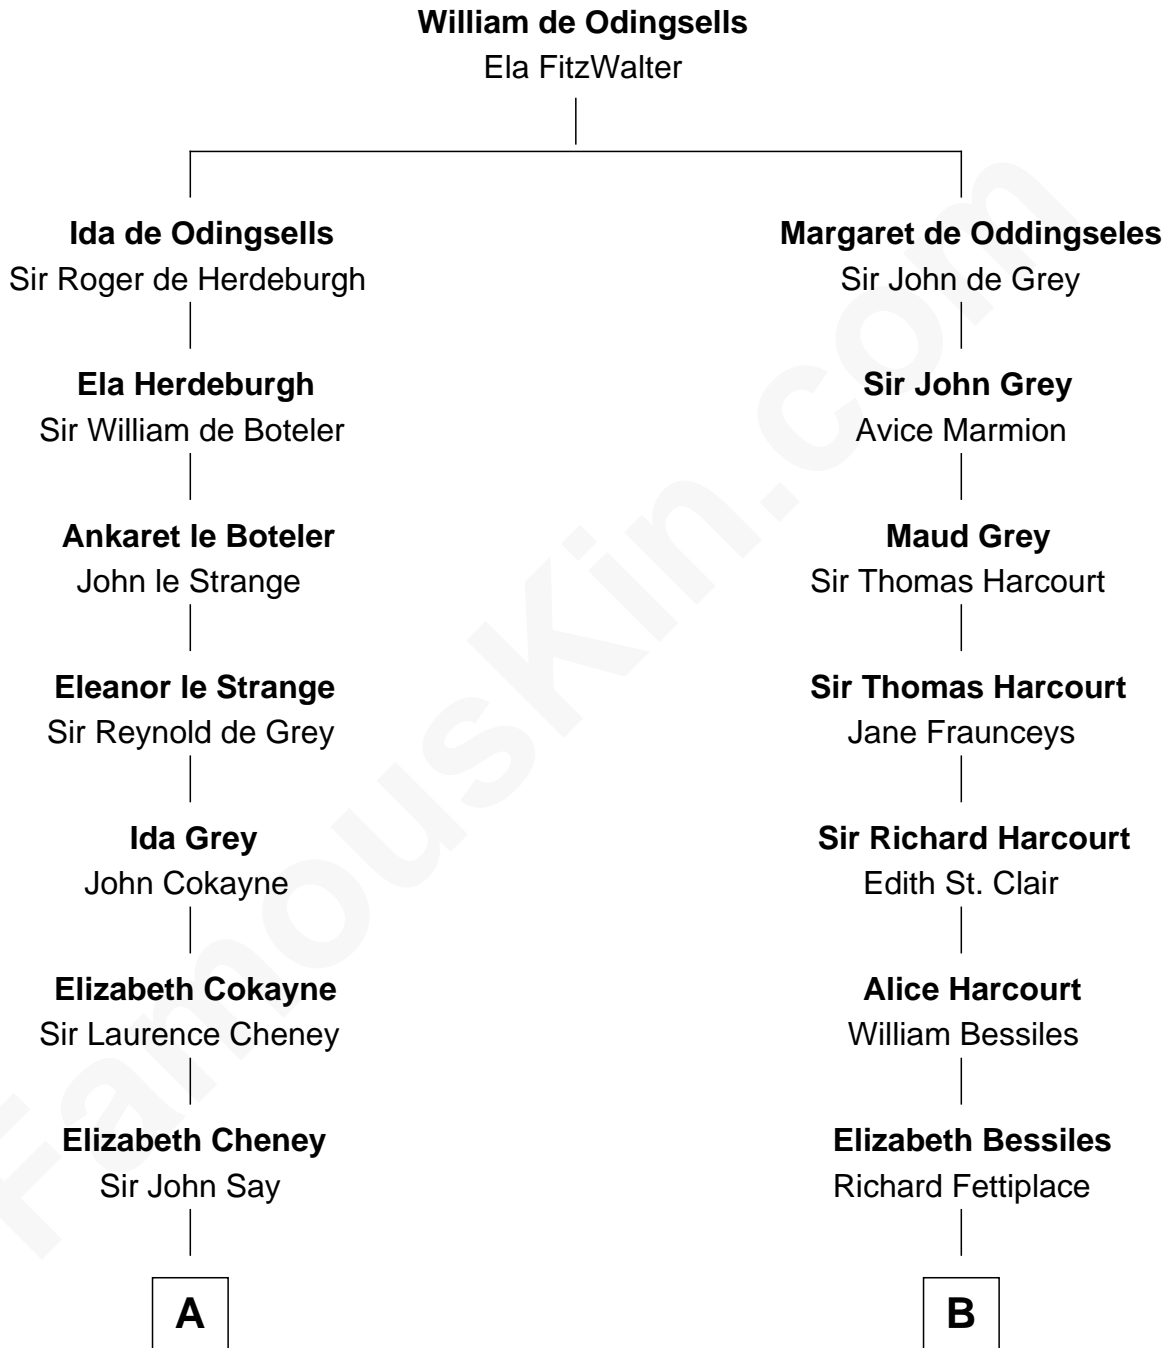 William de Odingsells
Ela FitzWalter
Ida de Odingsells
Sir Roger de Herdeburgh
Margaret de Oddingseles
Sir John de Grey
Ela Herdeburgh
Sir William de Boteler
Sir John Grey
Avice Marmion
Ankaret le Boteler
John le Strange
Maud Grey
Sir Thomas Harcourt
Eleanor le Strange
Sir Reynold de Grey
Sir Thomas Harcourt
Jane Fraunceys
Ida Grey
John Cokayne
Sir Richard Harcourt
Edith St. Clair
Elizabeth Cokayne
Sir Laurence Cheney
Alice Harcourt
William Bessiles
Elizabeth Cheney
Sir John Say
Elizabeth Bessiles
Richard Fettiplace
A
B
FamousKin.com